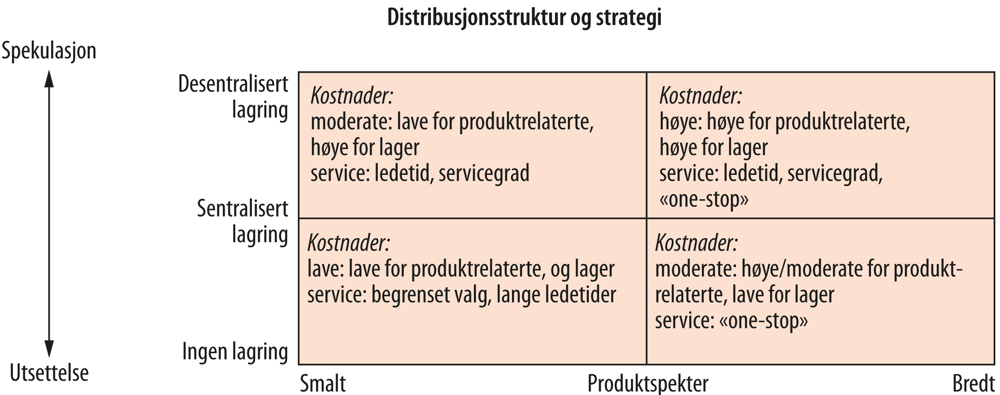 Distribusjonsstruktur og strategi
Spekulasjon
Desentralisert
lagring
Kostnader:
moderate: lave for produktrelaterte,
høye for lager
service: ledetid, servicegrad
Kostnader:
høye: høye for produktrelaterte,
høye for lager
service: ledetid, servicegrad,
«one-stop»
Sentralisert
lagring
Kostnader:
lave: lave for produktrelaterte, og lager
service: begrenset valg, lange ledetider
Kostnader:
moderate: høye/moderate for produkt-
relaterte, lave for lager
service: «one-stop»
Ingen lagring
Utsettelse
Smalt
Produktspekter
Bredt